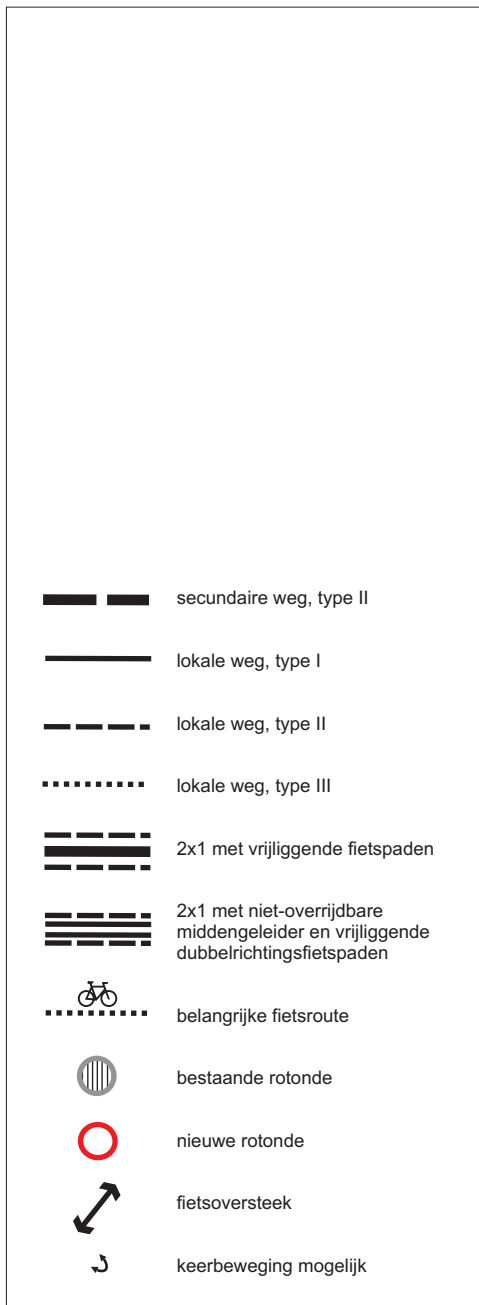 secundaire weg, type II
lokale weg, type I
lokale weg, type II
lokale weg, type III
2x1 met vrijliggende fietspaden
2x1 met niet-overrijdbare
middengeleider en vrijliggende
dubbelrichtingsfietspaden
belangrijke fietsroute
bestaande rotonde
nieuwe rotonde
fietsoversteek
keerbeweging mogelijk